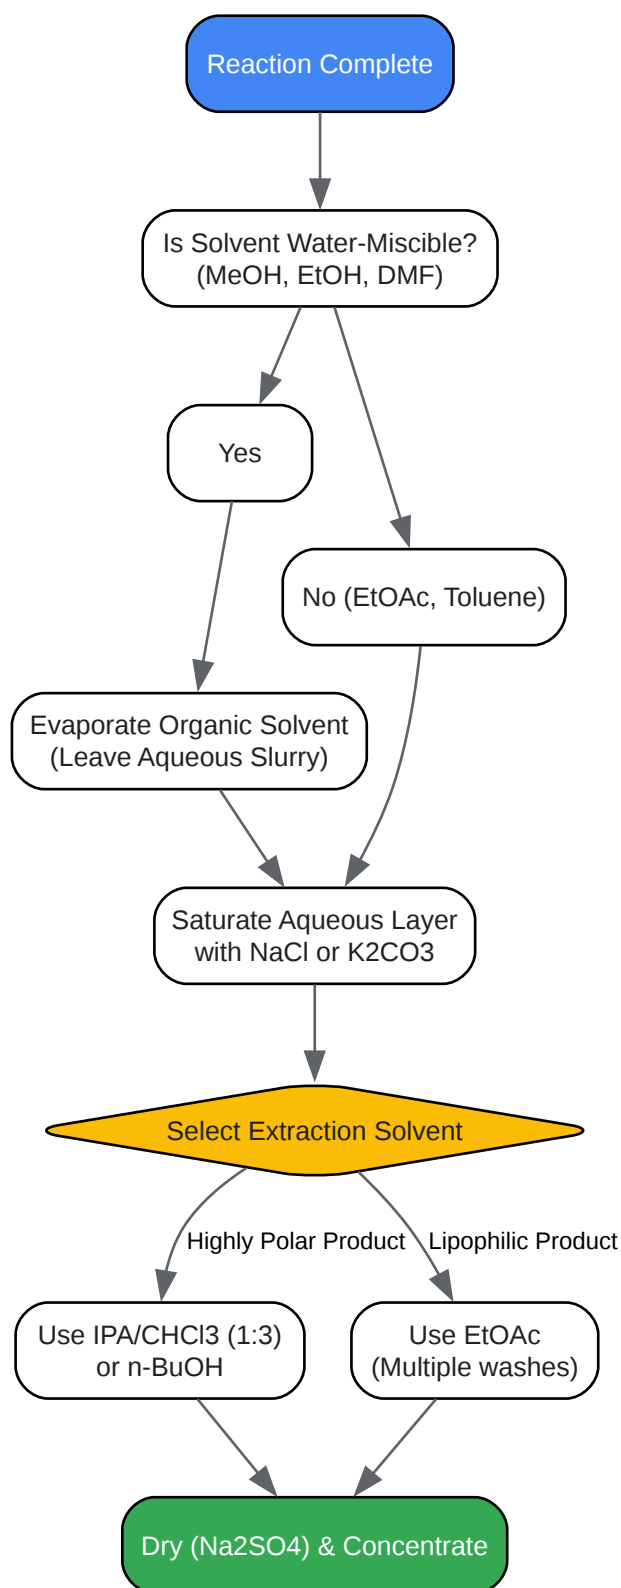 Reaction Complete
Is Solvent Water-Miscible?
(MeOH, EtOH, DMF)
Yes
No (EtOAc, Toluene)
Evaporate Organic Solvent
(Leave Aqueous Slurry)
Saturate Aqueous Layer
with NaCl or K2CO3
Select Extraction Solvent
Highly Polar Product
Lipophilic Product
Use IPA/CHCl3 (1:3)
or n-BuOH
Use EtOAc
(Multiple washes)
Dry (Na2SO4) & Concentrate